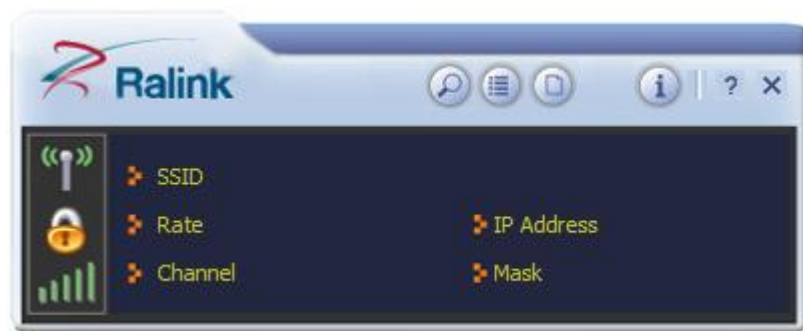 Ralink
i ? ×
SSID
Rate IP Address
Channel Mask